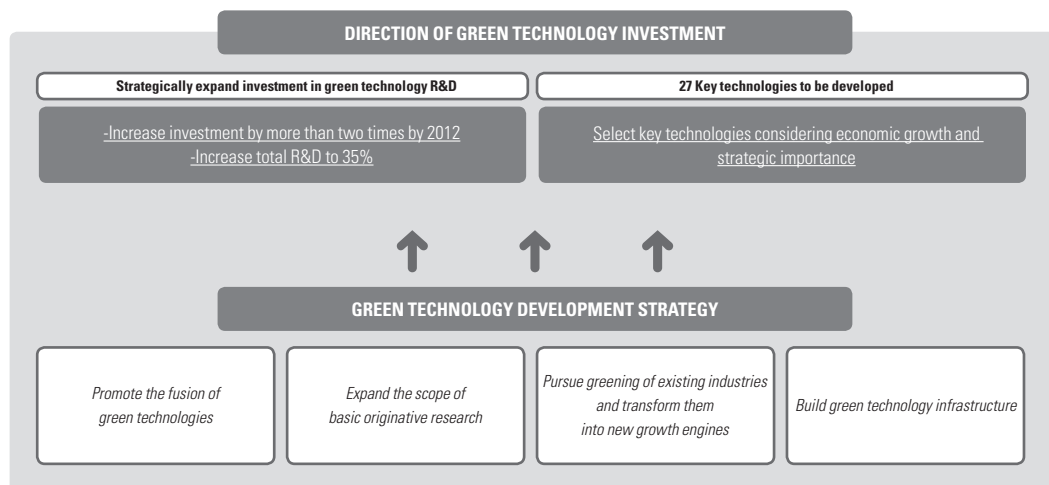 DIRECTION OF GREEN TECHNOLOGY INVESTMENT
Strategically expand investment in green technology R&D
-Increase investment by more than two times by 2012
-Increase total R&D to 35%
27 Key technologies to be developed
Select key technologies considering economic growth and
strategic importance
GREEN TECHNOLOGY DEVELOPMENT STRATEGY
Promote the fusion of
green technologies
Expand the scope of
basic originative research
Pursue greening of existing industries
and transform them
into new growth engines
Build green technology infrastructure